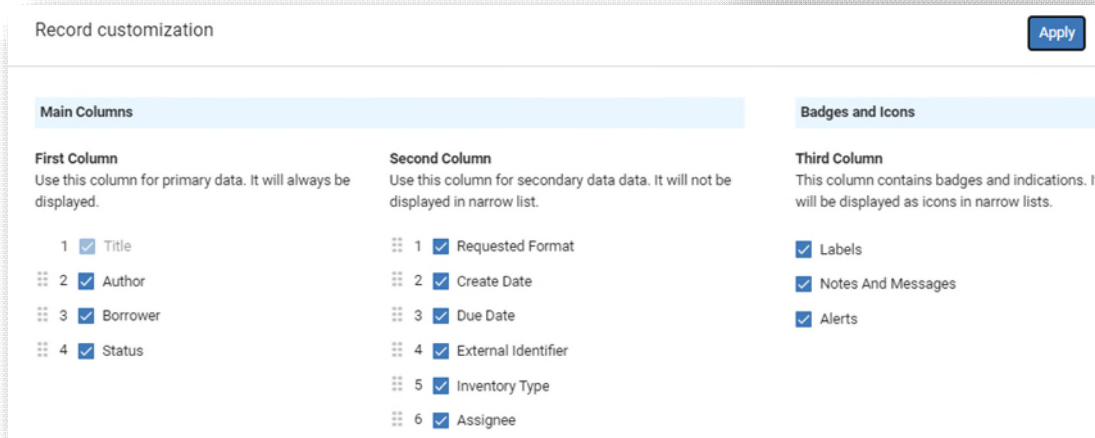 Record customization
Apply
Main Columns
Badges and Icons
First Column
Use this column for primary data. It will always be
displayed.
1 Title
2 Author
3 Borrower
4 Status
Second Column
Use this column for secondary data data. It will not be
displayed in narrow list.
1 Requested Format
2 Create Date
3 Due Date
4 External Identifier
5 Inventory Type
6 Assignee
Third Column
This column contains badges and indications.
will be displayed as icons in narrow lists.
Labels
Notes And Messages
Alerts